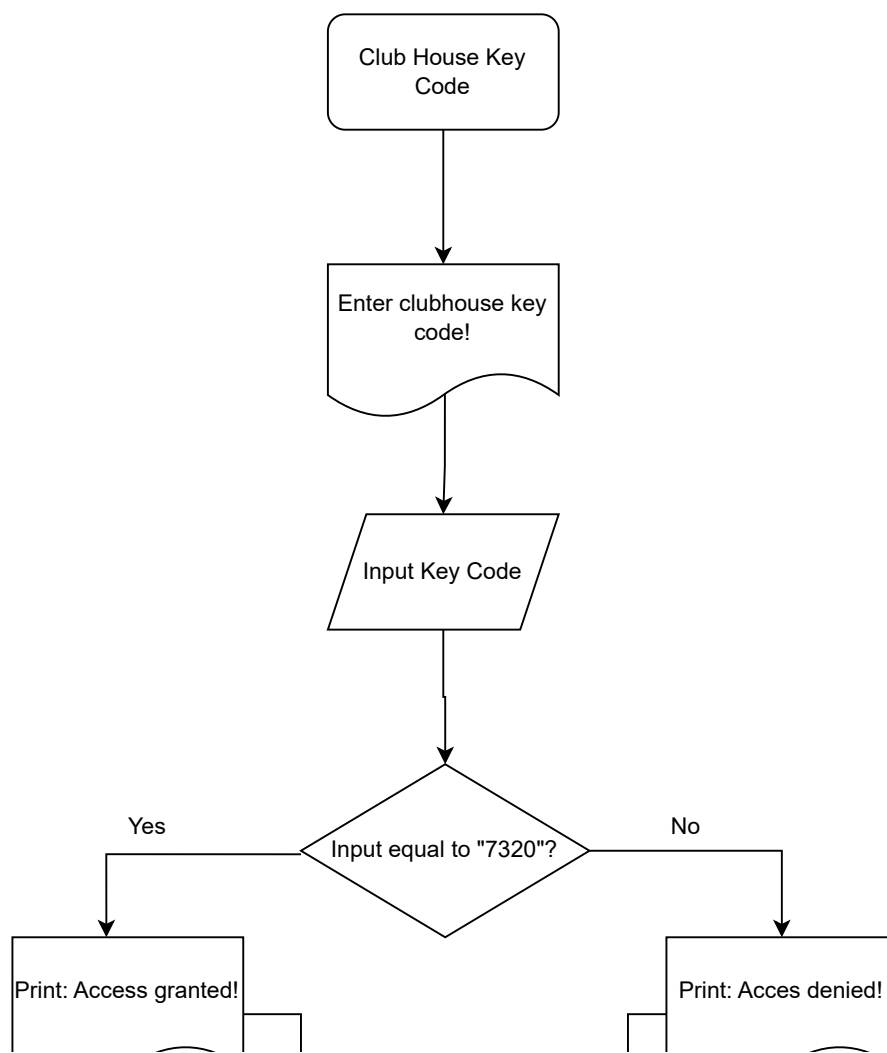 Club House Key
Code
Enter clubhouse key
code!
Input Key Code
Input equal to "7320"?
Yes
No
Print: Access granted!
Print: Acces denied!